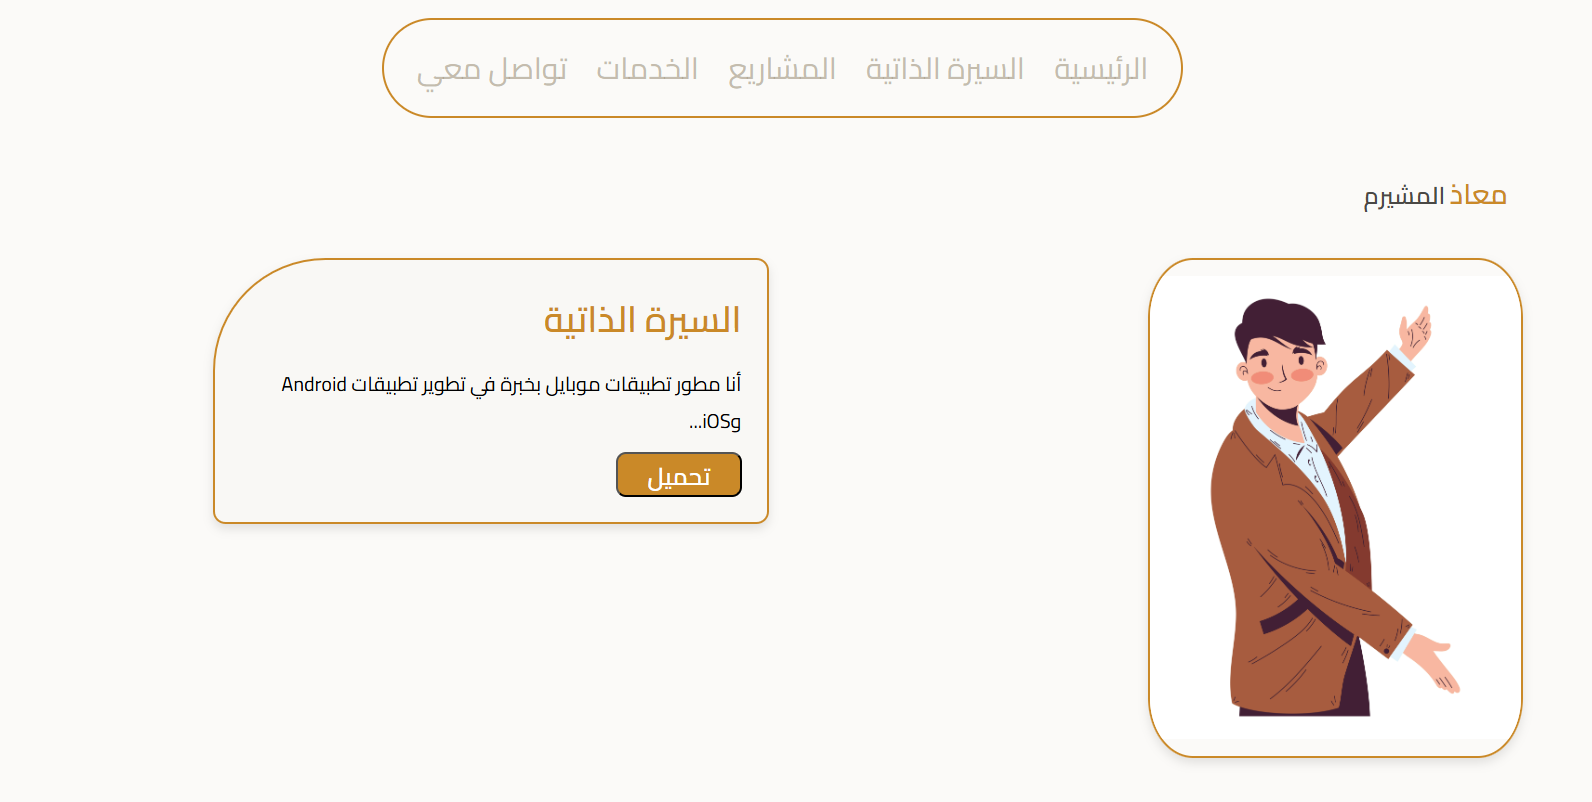 الرئيسية السيرة الذاتية المشاريع الخدمات تواصل معي
معاذ المشيرم
السيرة الذاتية
أنا مطور تطبيقات موبايل بخبرة في تطوير تطبيقات Android
وiOS...
تحميل